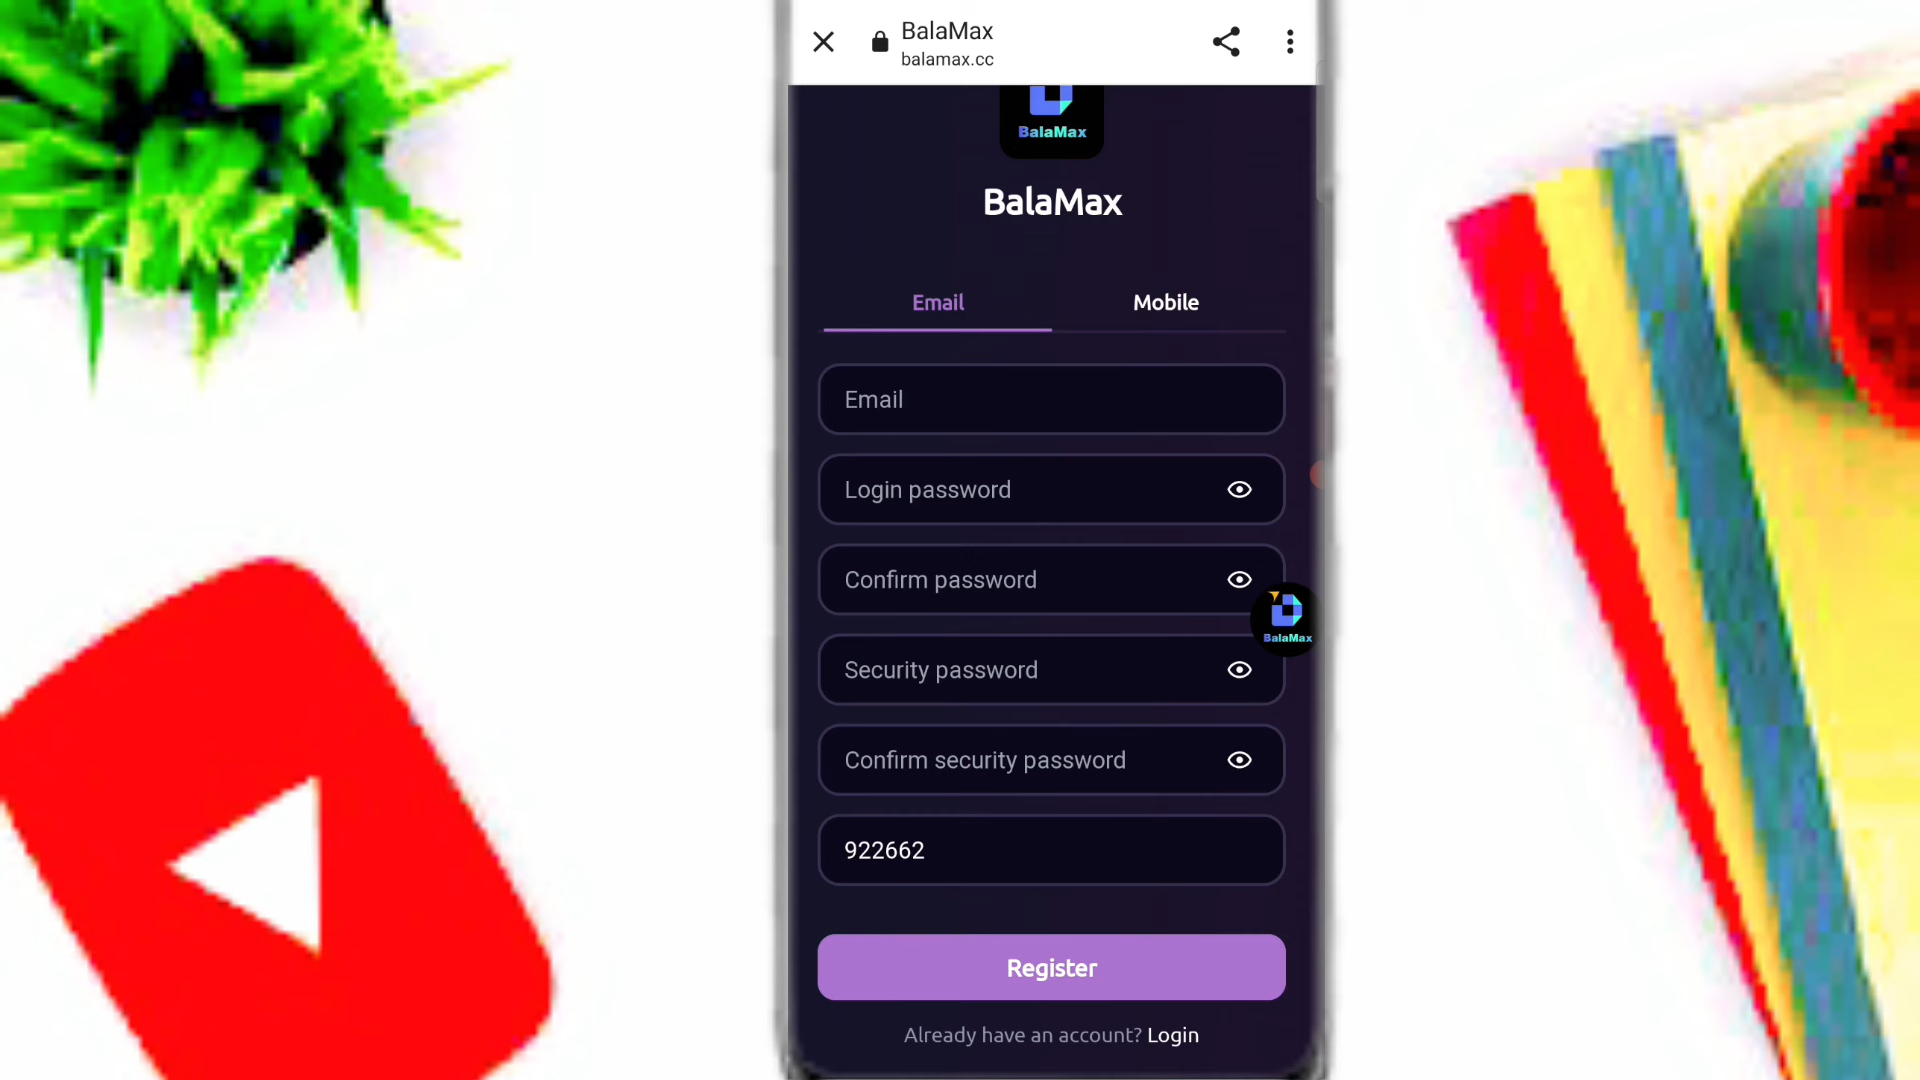 BalaMax
balamax.cc
BalaMax
BalaMax
Email
Mobile
Email
Login password
Confirm password
Security password
BalaMax
Confirm security password
922662
Register
Already have an account? Login